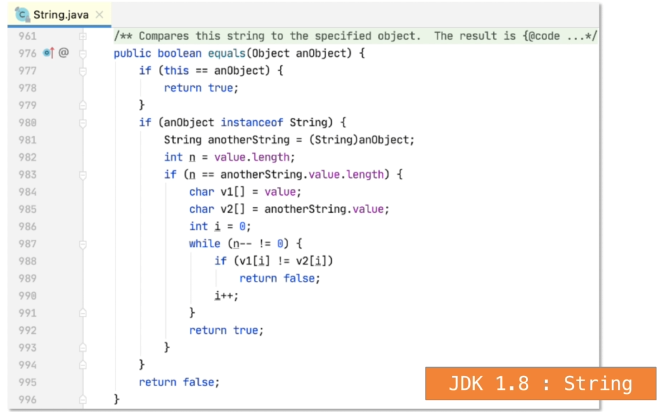 String.java
961 /** Compares this string to the specified object.  The result is {@code ...*/
976 @ public boolean equals(Object anObject) {
977 if (this == anObject) {
978 return true;
979 }
980 if (anObject instanceof String) {
981 String anotherString = (String)anObject;
982 int n = value.length;
983 if (n == anotherString.value.length) {
984 char v1[] = value;
985 char v2[] = anotherString.value;
986 int i = 0;
987 while (n-- != 0) {
988 if (v1[i] != v2[i])
989 return false;
990 i++;
991 }
992 return true;
993 }
994 }
995 return false;
996 }
JDK 1.8 : String